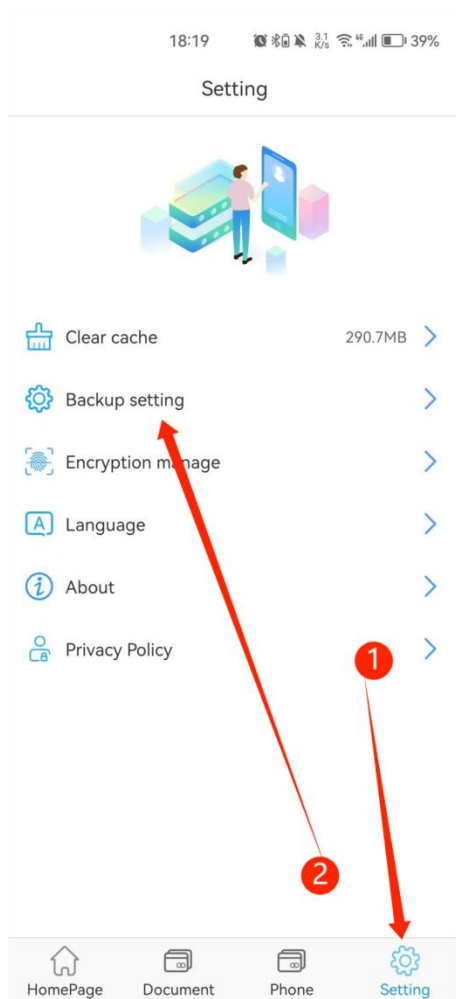 18:19 3.1 K/s 46 39%
Setting
Clear cache 290.7MB
Backup setting
Encryption manage
A Language
i About
Privacy Policy
1
2
HomePage Document Phone Setting